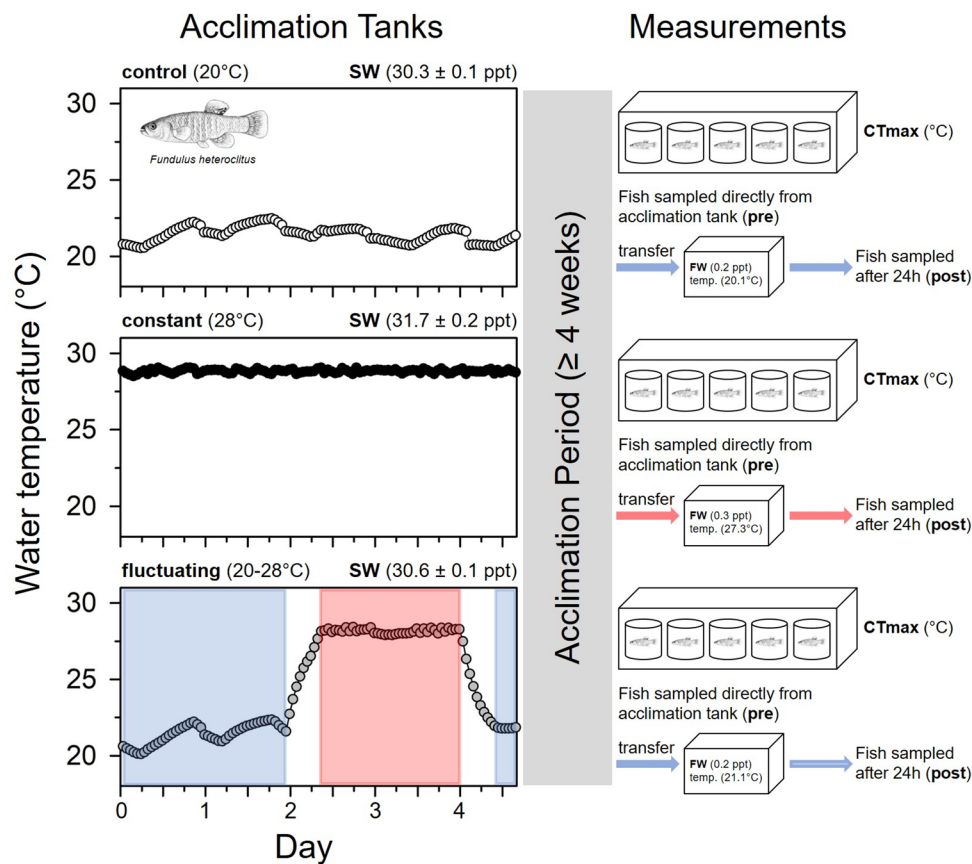 Acclimation Tanks
Measurements
Water temperature (°C)
control (20°C) SW (30.3 ± 0.1 ppt)
30
25
20
Fundulus heteroclitus
constant (28°C) SW (31.7 ± 0.2 ppt)
30
25
20
fluctuating (20-28°C) SW (30.6 ± 0.1 ppt)
30
25
20
0 1 2 3 4
Day
Acclimation Period (≥ 4 weeks)
CTmax (°C)
Fish sampled directly from
acclimation tank (pre)
transfer
FW (0.2 ppt)
temp. (20.1°C)
Fish sampled
after 24h (post)
CTmax (°C)
Fish sampled directly from
acclimation tank (pre)
transfer
FW (0.3 ppt)
temp. (27.3°C)
Fish sampled
after 24h (post)
CTmax (°C)
Fish sampled directly from
acclimation tank (pre)
transfer
FW (0.2 ppt)
temp. (21.1°C)
Fish sampled
after 24h (post)